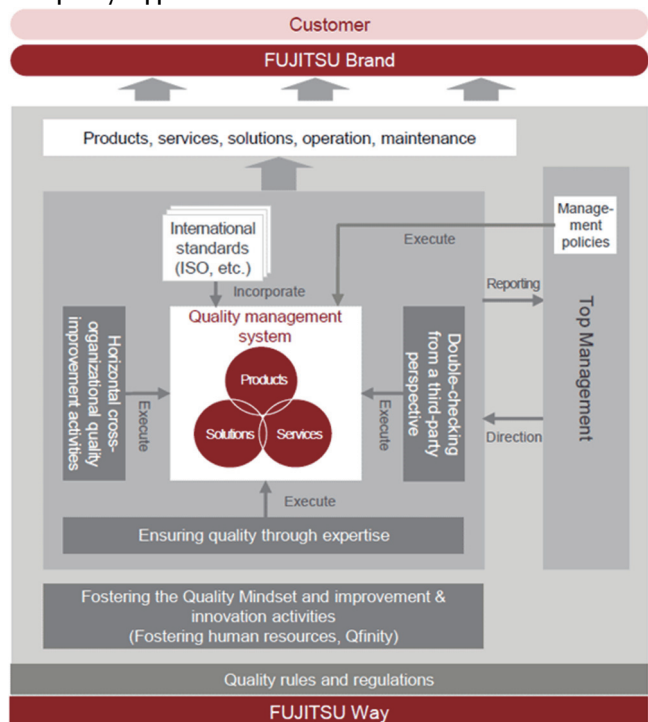 Customer
FUJITSU Brand
Products, services, solutions, operation, maintenance
International
standards
(ISO, etc.)
Manage-
ment
policies
Execute
Incorporate
Reporting
Quality management
system
Products
Solutions
Services
Horizontal cross-
organizational quality
improvement activities
Execute
Execute
Double-checking
from a third-party
perspective
Top Management
Direction
Execute
Ensuring quality through expertise
Fostering the Quality Mindset and improvement &
innovation activities
(Fostering human resources, Qfinity)
Quality rules and regulations
FUJITSU Way